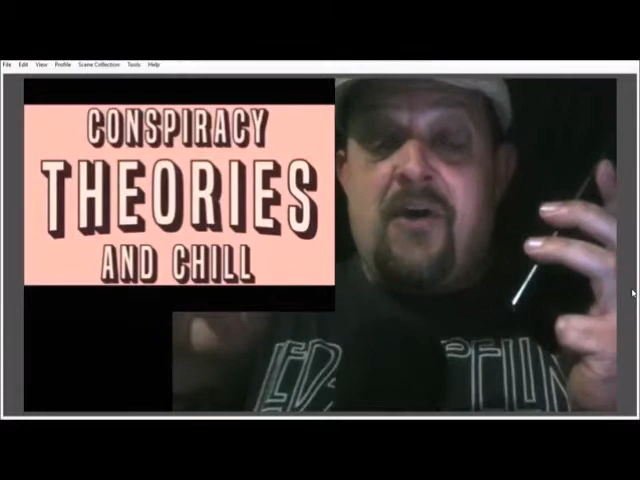 File Edit View Profile Scene Collection Tools Help
CONSPIRACY
THEORIES
AND CHILL